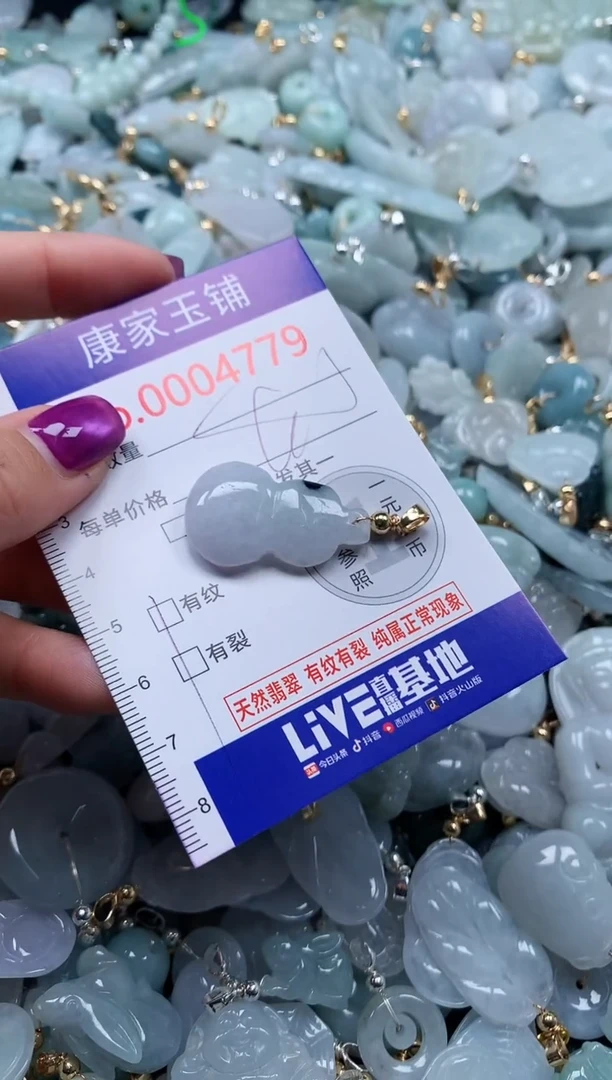 康家玉铺
.0004779
数量
每单价格
发其一
一元
参照
币
3
4
5
6
7
8
有纹
有裂
天然翡翠 有纹有裂 纯属正常现象
LiVE直播基地
今日头条 抖音 西瓜视频 抖音火山版